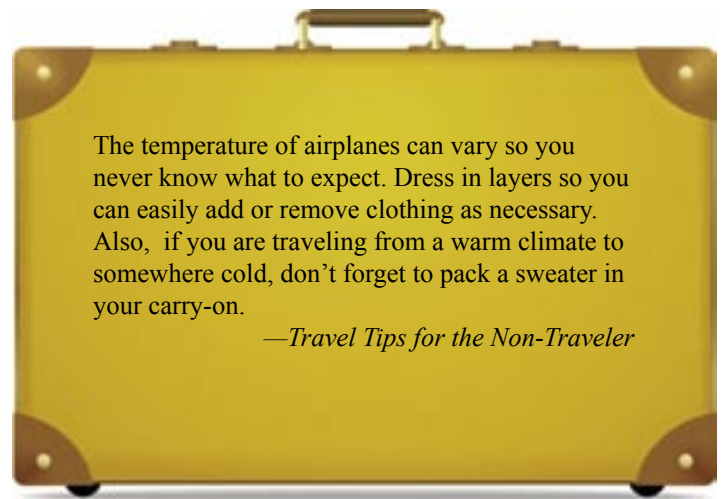 The temperature of airplanes can vary so you
never know what to expect. Dress in layers so you
can easily add or remove clothing as necessary.
Also,  if you are traveling from a warm climate to
somewhere cold, don’t forget to pack a sweater in
your carry-on.
—Travel Tips for the Non-Traveler